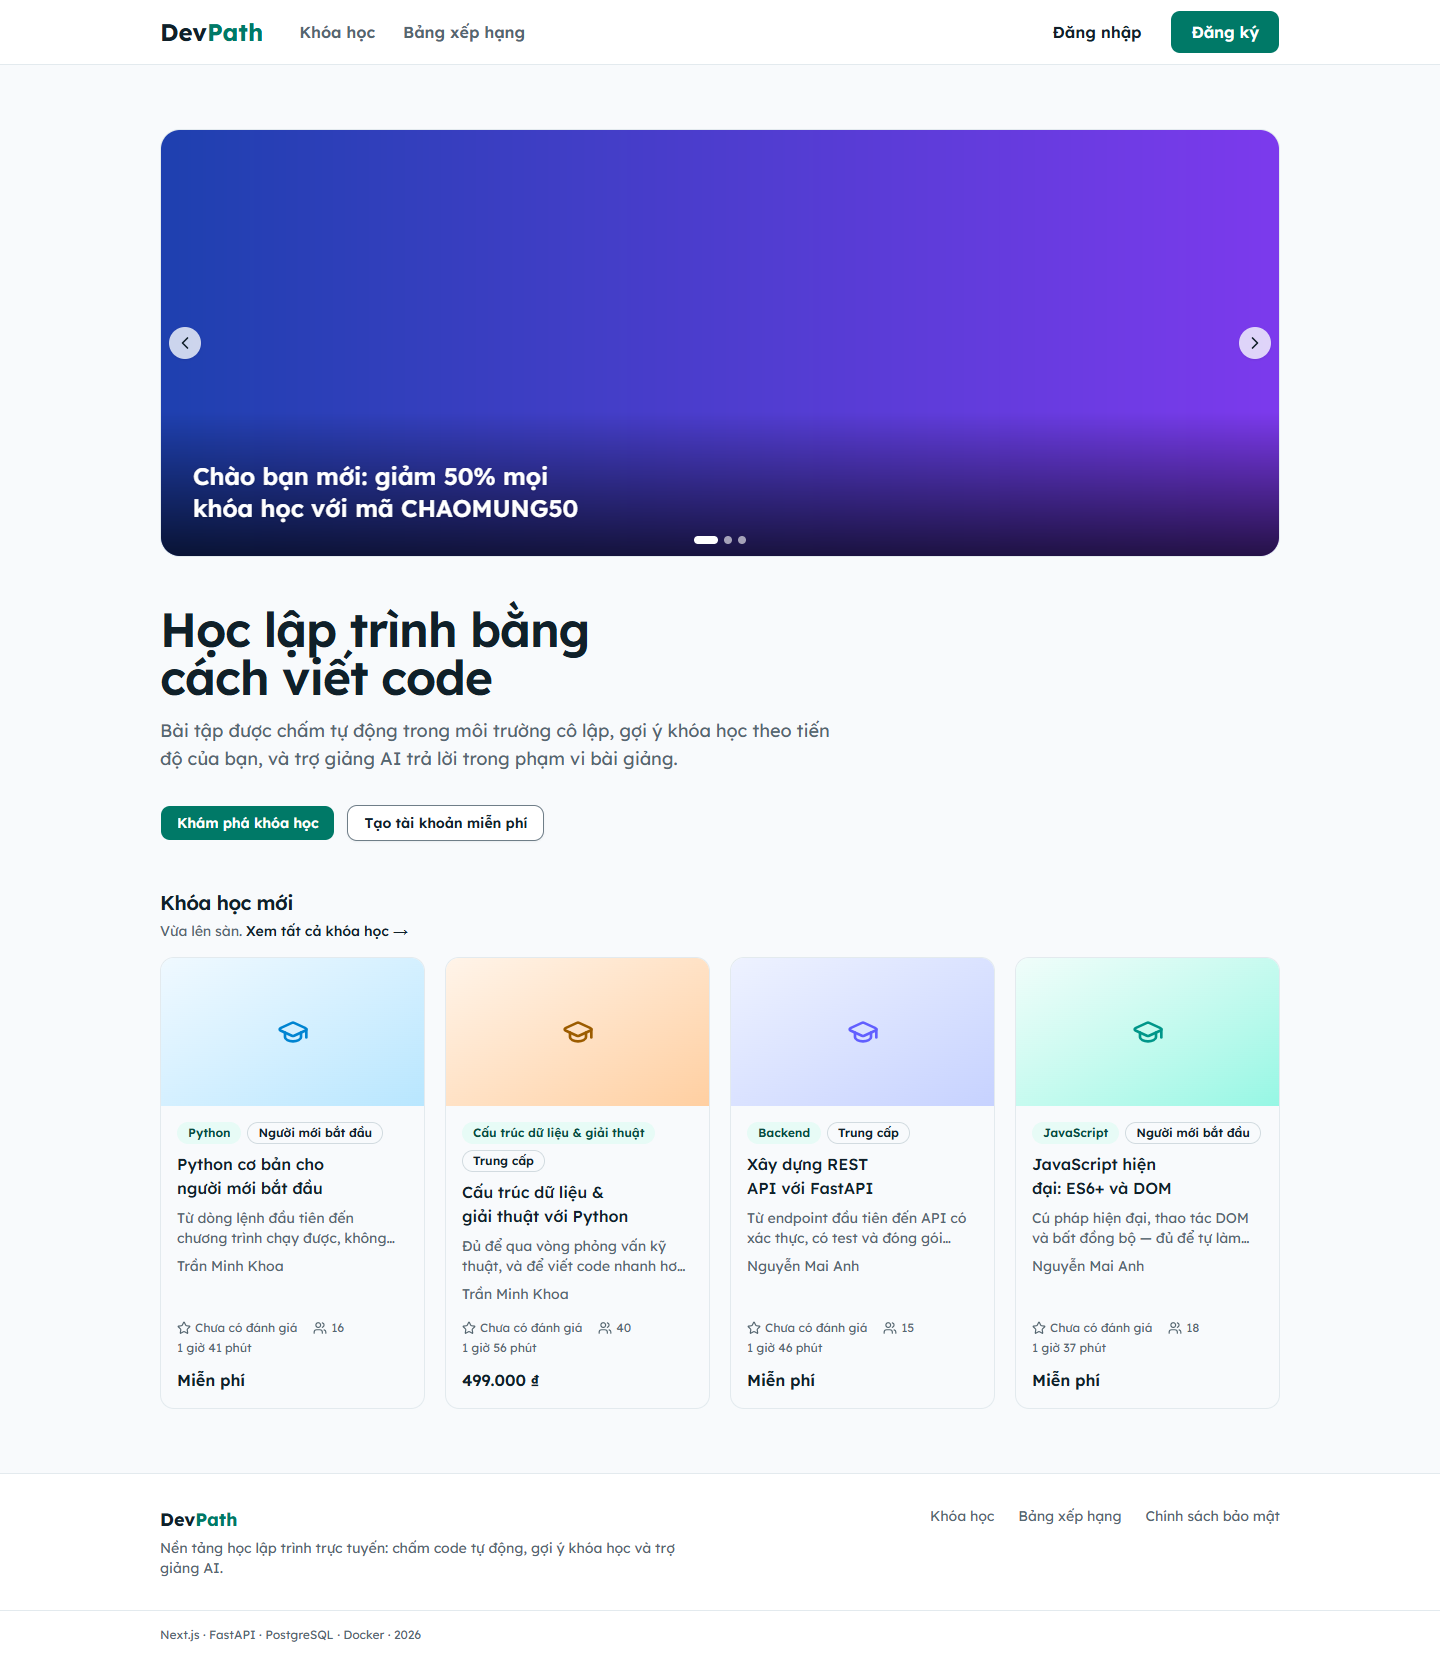 DevPath
Khóa học
Bảng xếp hạng
Đăng nhập
Đăng ký
Chào bạn mới: giảm 50% mọi
khóa học với mã CHAOMUNG50
Học lập trình bằng
cách viết code
Bài tập được chấm tự động trong môi trường cô lập, gợi ý khóa học theo tiến
độ của bạn, và trợ giảng AI trả lời trong phạm vi bài giảng.
Khám phá khóa học
Tạo tài khoản miễn phí
Khóa học mới
Vừa lên sàn. Xem tất cả khóa học →
Python
Người mới bắt đầu
Python cơ bản cho
người mới bắt đầu
Từ dòng lệnh đầu tiên đến
chương trình chạy được, không…
Trần Minh Khoa
Chưa có đánh giá
16
1 giờ 41 phút
Miễn phí
Cấu trúc dữ liệu & giải thuật
Trung cấp
Cấu trúc dữ liệu &
giải thuật với Python
Đủ để qua vòng phỏng vấn kỹ
thuật, và để viết code nhanh hơ…
Trần Minh Khoa
Chưa có đánh giá
40
1 giờ 56 phút
499.000 ₫
Backend
Trung cấp
Xây dựng REST
API với FastAPI
Từ endpoint đầu tiên đến API có
xác thực, có test và đóng gói…
Nguyễn Mai Anh
Chưa có đánh giá
15
1 giờ 46 phút
Miễn phí
JavaScript
Người mới bắt đầu
JavaScript hiện
đại: ES6+ và DOM
Cú pháp hiện đại, thao tác DOM
và bất đồng bộ — đủ để tự làm…
Nguyễn Mai Anh
Chưa có đánh giá
18
1 giờ 37 phút
Miễn phí
DevPath
Nền tảng học lập trình trực tuyến: chấm code tự động, gợi ý khóa học và trợ
giảng AI.
Khóa học
Bảng xếp hạng
Chính sách bảo mật
Next.js · FastAPI · PostgreSQL · Docker · 2026